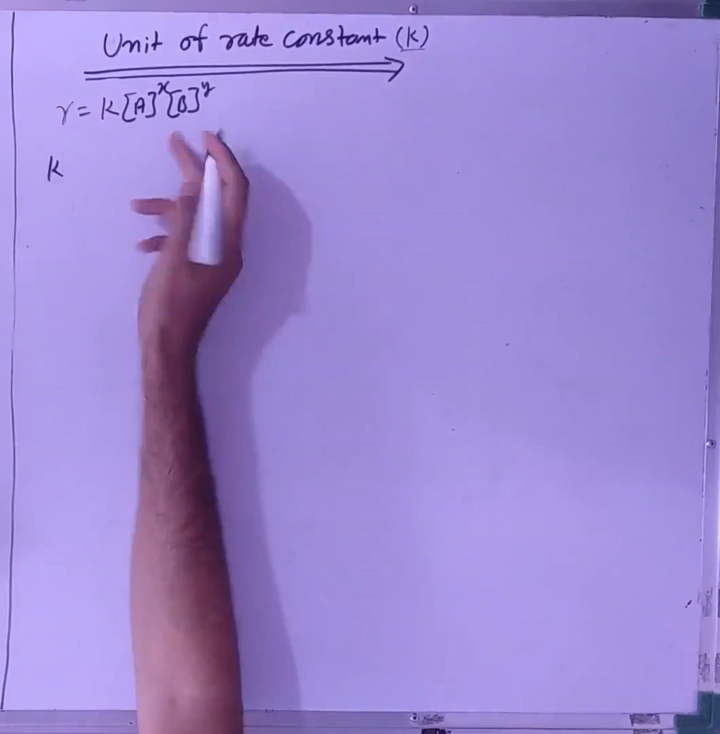 Unit of rate constant (K)
r = K[A]^x[B]^y
K